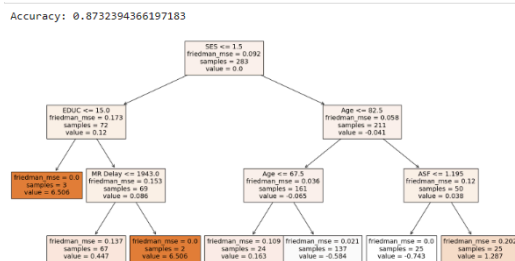 Accuracy: 0.8732394366197183
SES <= 1.5
friedman_mse = 0.092
samples = 283
value = 0.0
EDUC <= 15.0
friedman_mse = 0.173
samples = 72
value = 0.12
Age <= 82.5
friedman_mse = 0.058
samples = 211
value = -0.041
friedman_mse = 0.0
samples = 3
value = 6.506
MR Delay <= 1943.0
friedman_mse = 0.153
samples = 69
value = 0.086
Age <= 67.5
friedman_mse = 0.036
samples = 161
value = -0.065
ASF <= 1.195
friedman_mse = 0.12
samples = 50
value = 0.038
friedman_mse = 0.137
samples = 67
value = 0.447
friedman_mse = 0.0
samples = 2
value = 6.506
friedman_mse = 0.109
samples = 24
value = 0.163
friedman_mse = 0.021
samples = 137
value = -0.584
friedman_mse = 0.0
samples = 25
value = -0.743
friedman_mse = 0.202
samples = 25
value = 1.287